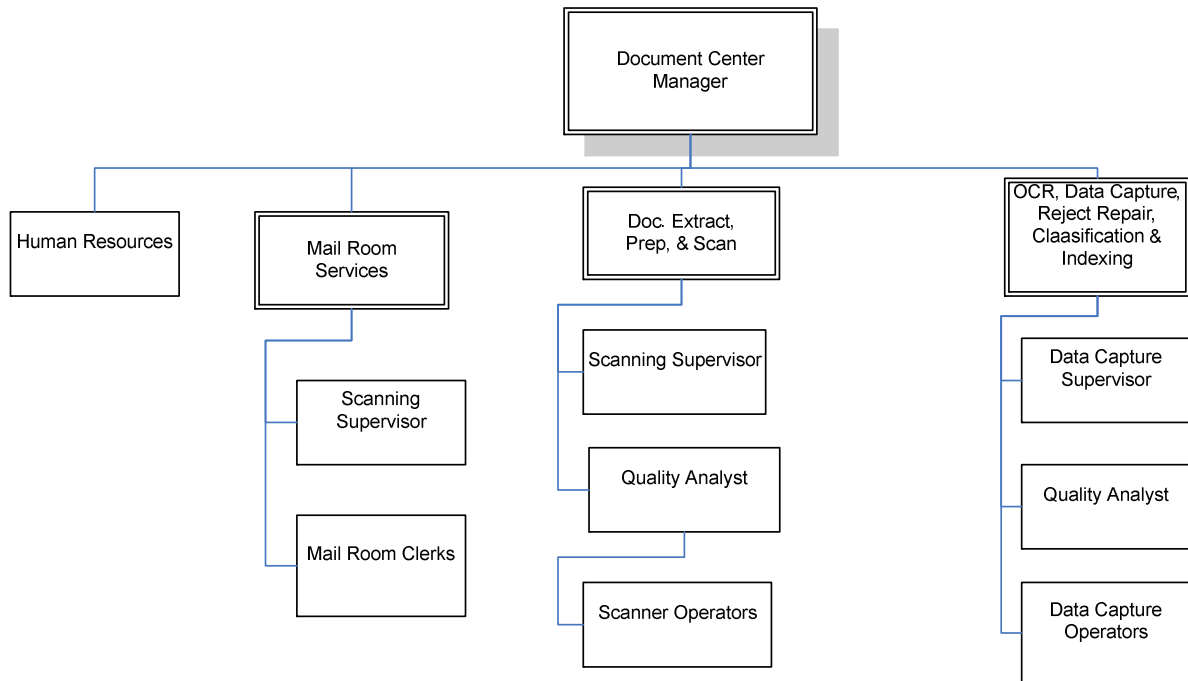 Document Center
Manager
Human Resources
Mail Room
Services
Doc. Extract,
Prep, & Scan
OCR, Data Capture,
Reject Repair,
Claasification &
Indexing
Scanning
Supervisor
Mail Room Clerks
Scanning Supervisor
Quality Analyst
Scanner Operators
Data Capture
Supervisor
Quality Analyst
Data Capture
Operators